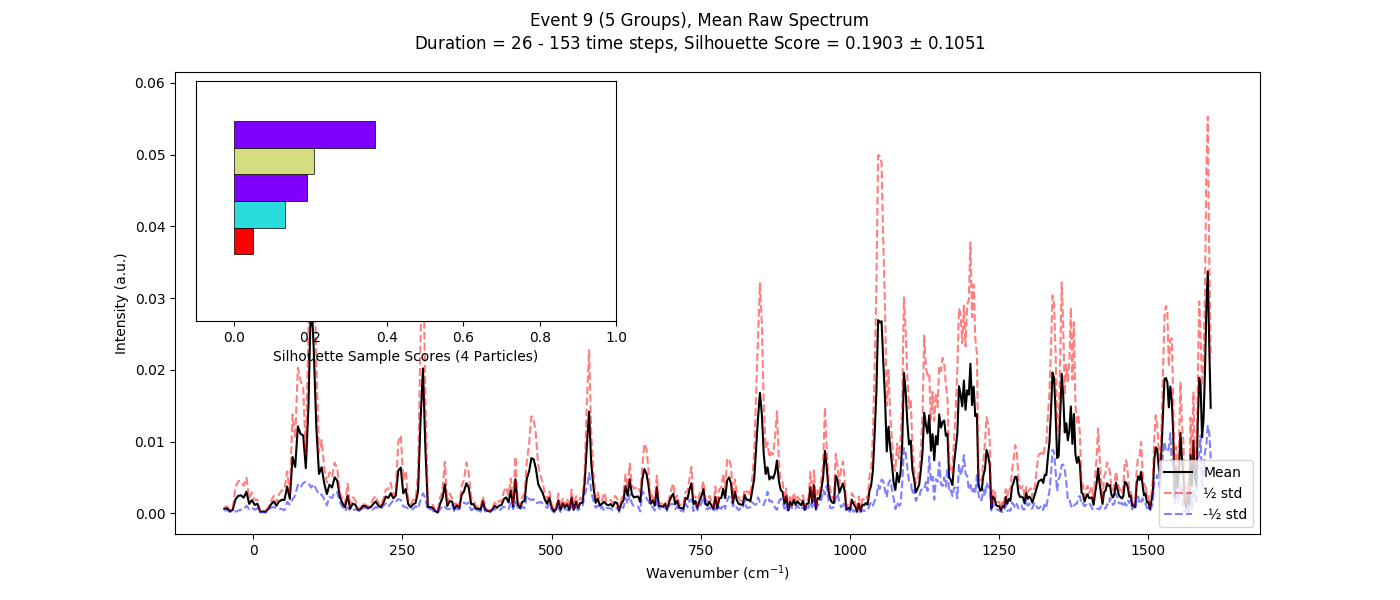 Event 9 (5 Groups), Mean Raw Spectrum
Duration = 26 - 153 time steps, Silhouette Score = 0.1903 ± 0.1051
0.06
0.05
0.04
0.03
0.02
0.01
0.00
Intensity (a.u.)
0.0 0.2 0.4 0.6 0.8 1.0
Silhouette Sample Scores (4 Particles)
Mean
½ std
-½ std
0 250 500 750 1000 1250 1500
Wavenumber (cm⁻¹)